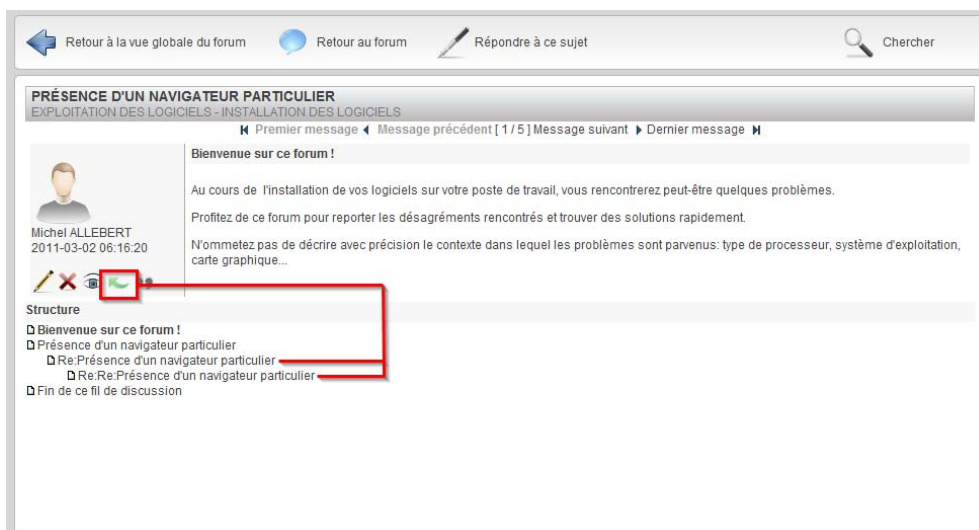 Retour à la vue globale du forum Retour au forum Répondre à ce sujet Chercher
PRÉSENCE D'UN NAVIGATEUR PARTICULIER
EXPLOITATION DES LOGICIELS - INSTALLATION DES LOGICIELS
Premier message Message précédent [ 1 / 5 ] Message suivant Dernier message
Bienvenue sur ce forum !
Au cours de l'installation de vos logiciels sur votre poste de travail, vous rencontrerez peut-être quelques problèmes.
Profitez de ce forum pour reporter les désagréments rencontrés et trouver des solutions rapidement.
N'ommetez pas de décrire avec précision le contexte dans lequel les problèmes sont parvenus: type de processeur, système d'exploitation,
carte graphique...
Michel ALLEBERT
2011-03-02 06:16:20
Structure
Bienvenue sur ce forum !
Présence d'un navigateur particulier
Re:Présence d'un navigateur particulier
Re:Re:Présence d'un navigateur particulier
Fin de ce fil de discussion